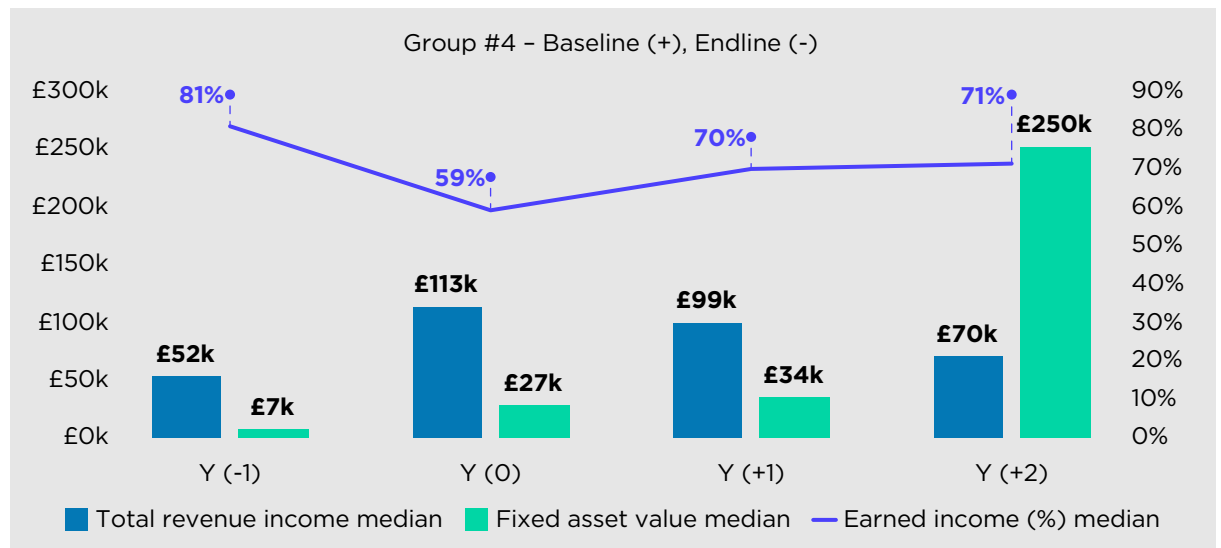 Group #4 – Baseline (+), Endline (-)
£300k
£250k
£200k
£150k
£100k
£50k
£0k
90%
80%
70%
60%
50%
40%
30%
20%
10%
0%
81%
59%
70%
71%
£52k
£7k
£113k
£27k
£99k
£34k
£70k
£250k
Y (-1)
Y (0)
Y (+1)
Y (+2)
Total revenue income median
Fixed asset value median
Earned income (%) median